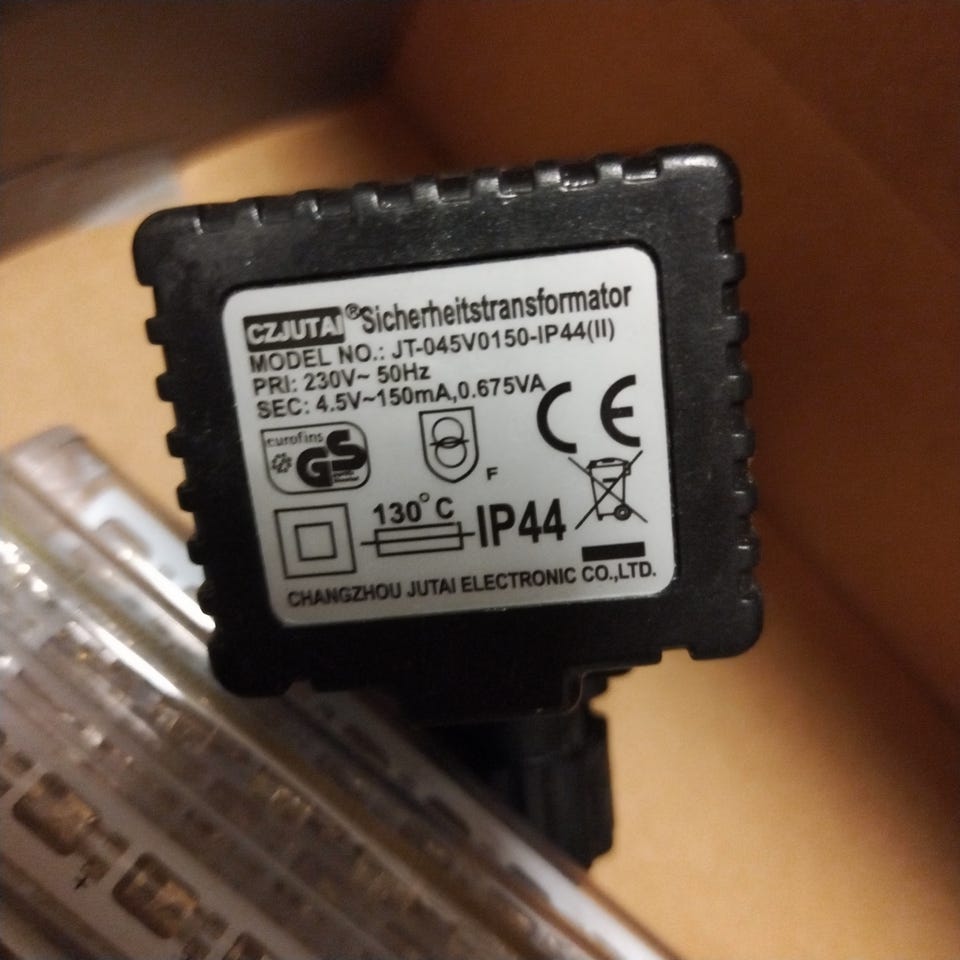 CZJUTAI ®Sicherheitstransformator
MODEL NO.: JT-045V0150-IP44(II)
PRI: 230V~ 50Hz
SEC: 4.5V~150mA,0.675VA
CE
eurofins
GS
F
130°C
IP44
CHANGZHOU JUTAI ELECTRONIC CO.,LTD.